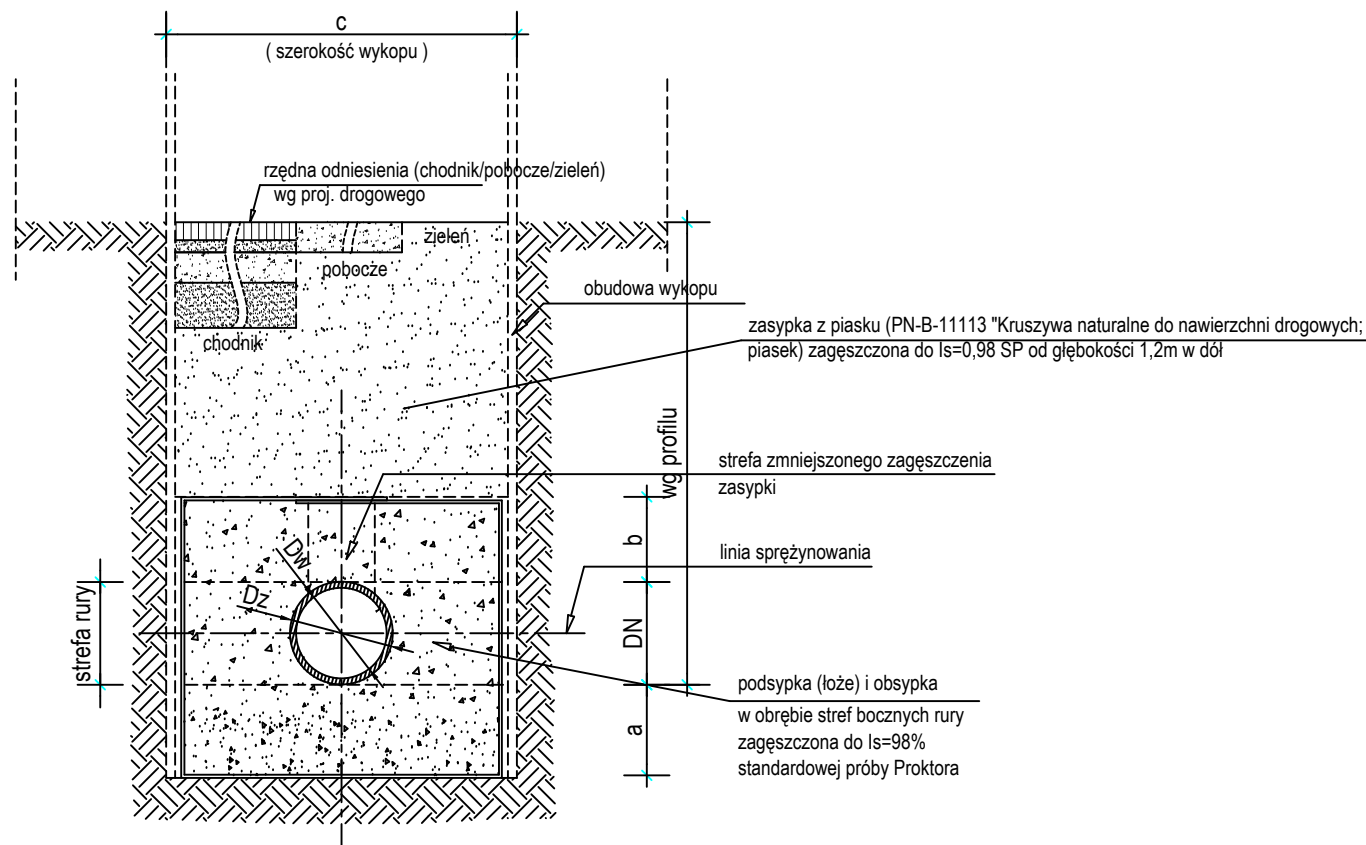 c
( szerokość wykopu )
rzędna odniesienia (chodnik/pobocze/zieleń)
wg proj. drogowego
zieleń
pobocze
chodnik
obudowa wykopu
zasypka z piasku (PN-B-11113 "Kruszywa naturalne do nawierzchni drogowych;
piasek) zagęszczona do Is=0,98 SP od głębokości 1,2m w dół
wg profilu
strefa zmniejszonego zagęszczenia
zasypki
b
linia sprężynowania
Dw
Dz
DN
strefa rury
podsypka (łoże) i obsypka
w obrębie stref bocznych rury
zagęszczona do Is=98%
standardowej próby Proktora
a